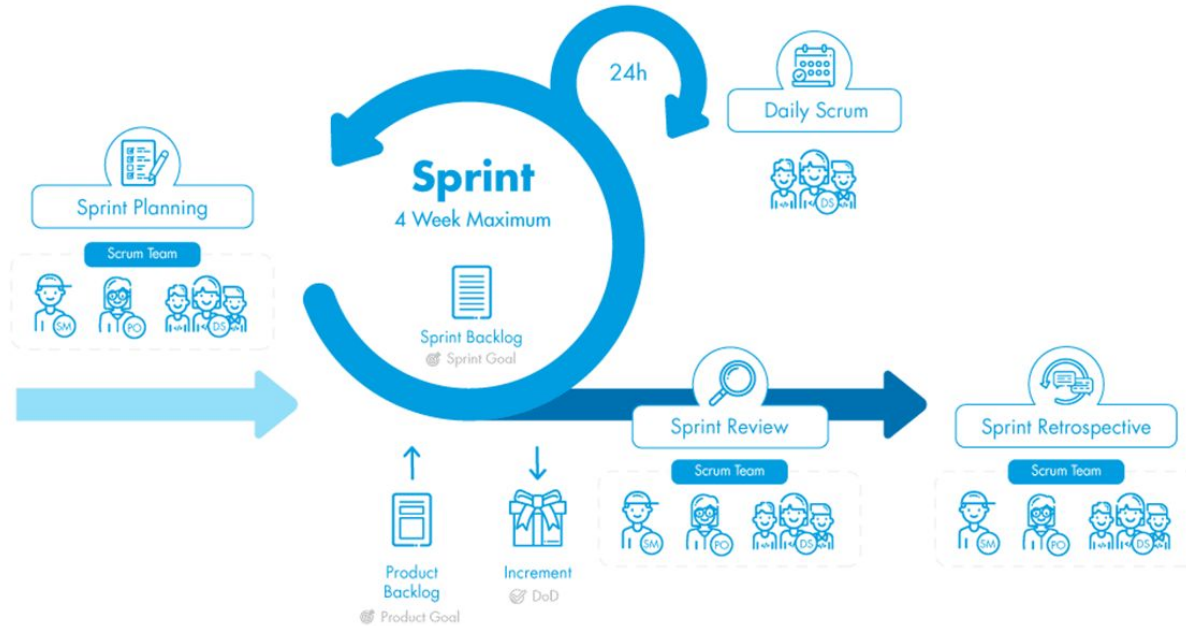 24h
Daily Scrum
DS
Sprint
4 Week Maximum
Sprint Planning
Scrum Team
SM
PO
DS
Sprint Backlog
Sprint Goal
Sprint Review
Scrum Team
SM
PO
DS
Sprint Retrospective
Scrum Team
SM
PO
DS
Product
Backlog
Product Goal
Increment
DoD